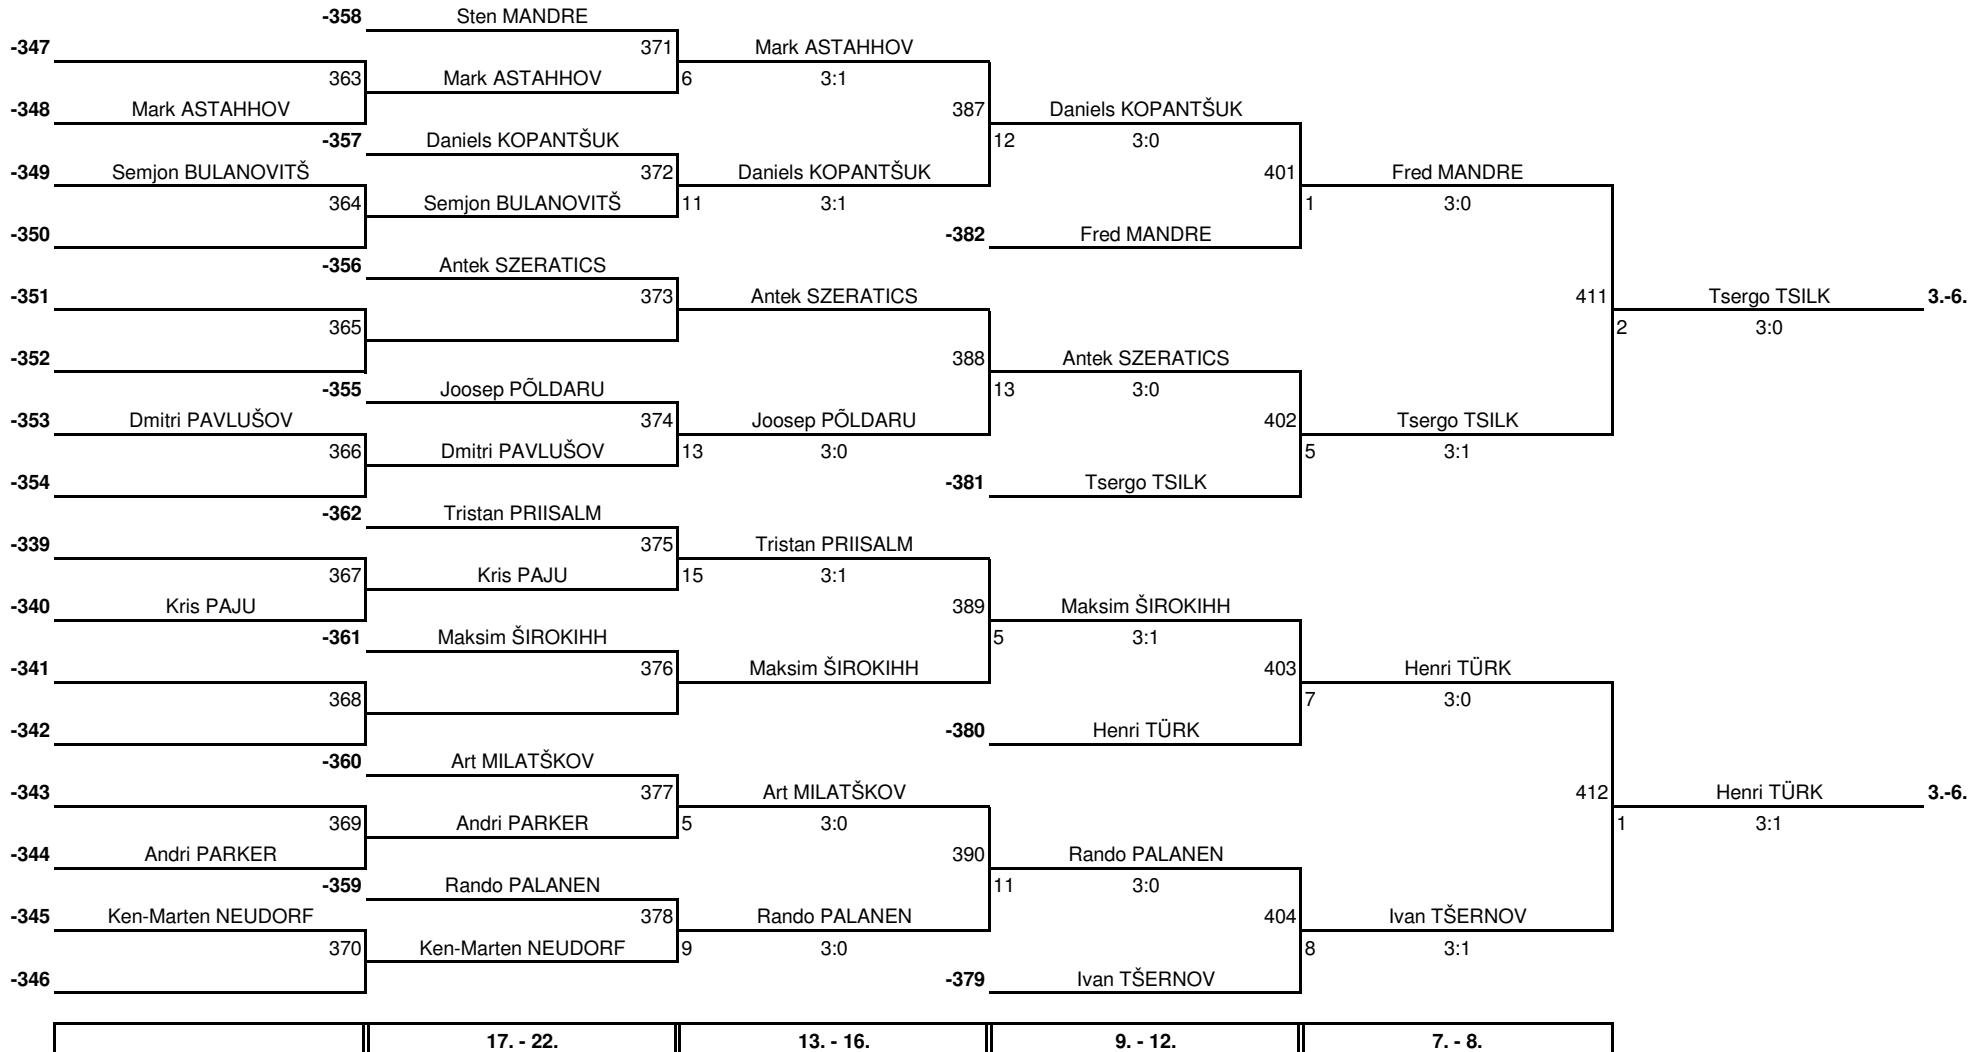 -358 Sten MANDRE
-347 371 Mark ASTAHHOV
363 Mark ASTAHHOV 6 3:1
-348 Mark ASTAHHOV 387 Daniels KOPANTŠUK
-357 Daniels KOPANTŠUK 12 3:0
-349 Semjon BULANOVITŠ 372 Daniels KOPANTŠUK 401 Fred MANDRE
364 Semjon BULANOVITŠ 11 3:1 1 3:0
-350 -382 Fred MANDRE
-356 Antek SZERATICS
-351 373 Antek SZERATICS 411 Tsergo TSILK 3.-6.
365 2 3:0
-352 388 Antek SZERATICS
-355 Joosep PÕLDARU 13 3:0
-353 Dmitri PAVLUŠOV 374 Joosep PÕLDARU 402 Tsergo TSILK
366 Dmitri PAVLUŠOV 13 3:0 5 3:1
-354 -381 Tsergo TSILK
-362 Tristan PRIISALM
-339 375 Tristan PRIISALM
367 Kris PAJU 15 3:1
-340 Kris PAJU 389 Maksim ŠIROKIHH
-361 Maksim ŠIROKIHH 5 3:1
-341 376 Maksim ŠIROKIHH 403 Henri TÜRK
368 7 3:0
-342 -380 Henri TÜRK
-360 Art MILATŠKOV
-343 377 Art MILATŠKOV 412 Henri TÜRK 3.-6.
369 Andri PARKER 5 3:0 1 3:1
-344 Andri PARKER 390 Rando PALANEN
-359 Rando PALANEN 11 3:0
-345 Ken-Marten NEUDORF 378 Rando PALANEN 404 Ivan TŠERNOV
370 Ken-Marten NEUDORF 9 3:0 8 3:1
-346 -379 Ivan TŠERNOV
17. - 22. 13. - 16. 9. - 12. 7. - 8.